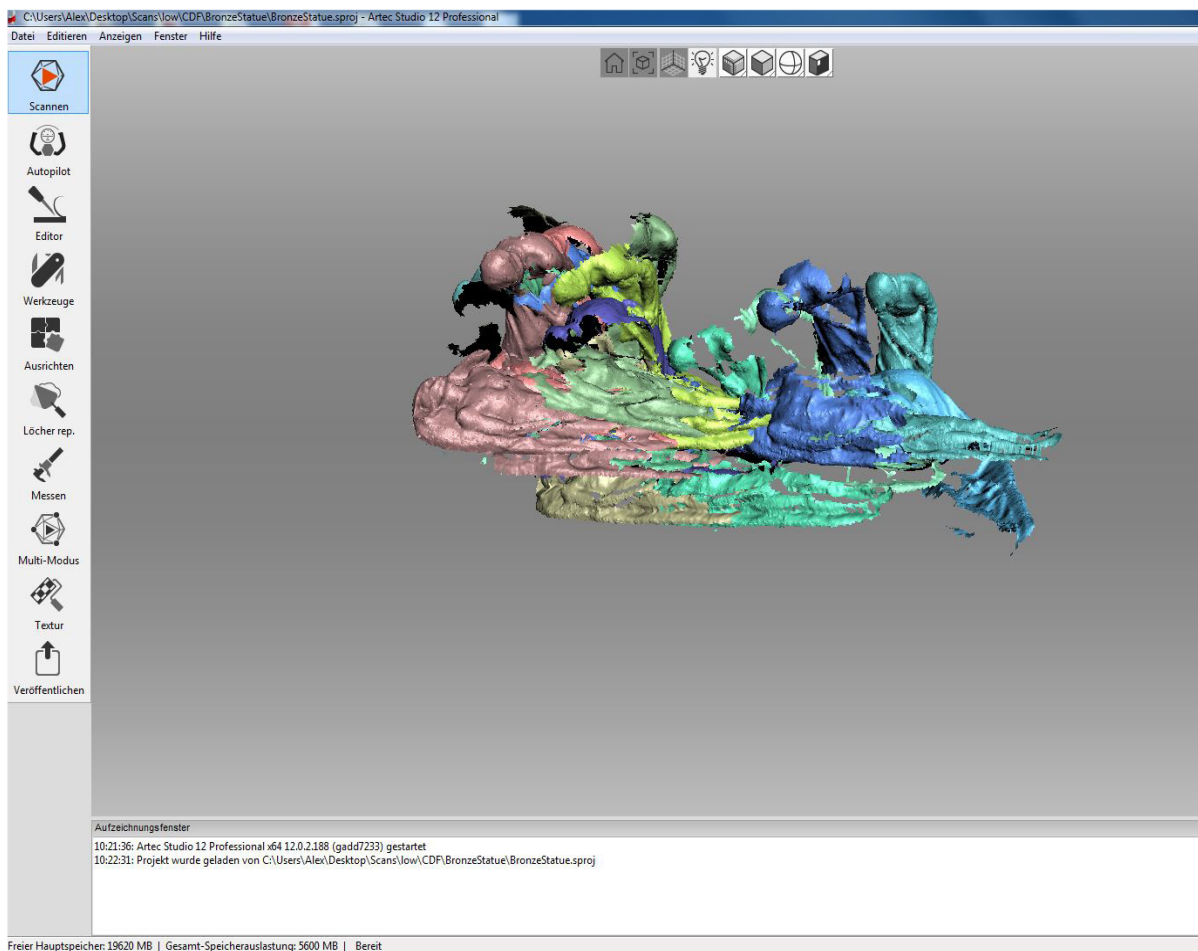 C:\Users\Alex\Desktop\Scans\low\CDF\BronzeStatue\BronzeStatue.sproj - Artec Studio 12 Professional
Datei Editieren Anzeigen Fenster Hilfe
Scannen
Autopilot
Editor
Werkzeuge
Ausrichten
Löcher rep.
Messen
Multi-Modus
Textur
Veröffentlichen
Aufzeichnungsfenster
10:21:36: Artec Studio 12 Professional x64 12.0.2.188 (gadd7233) gestartet
10:22:31: Projekt wurde geladen von C:\Users\Alex\Desktop\Scans\low\CDF\BronzeStatue\BronzeStatue.sproj
Freier Hauptspeicher: 19620 MB | Gesamt-Speicherauslastung: 5600 MB | Bereit